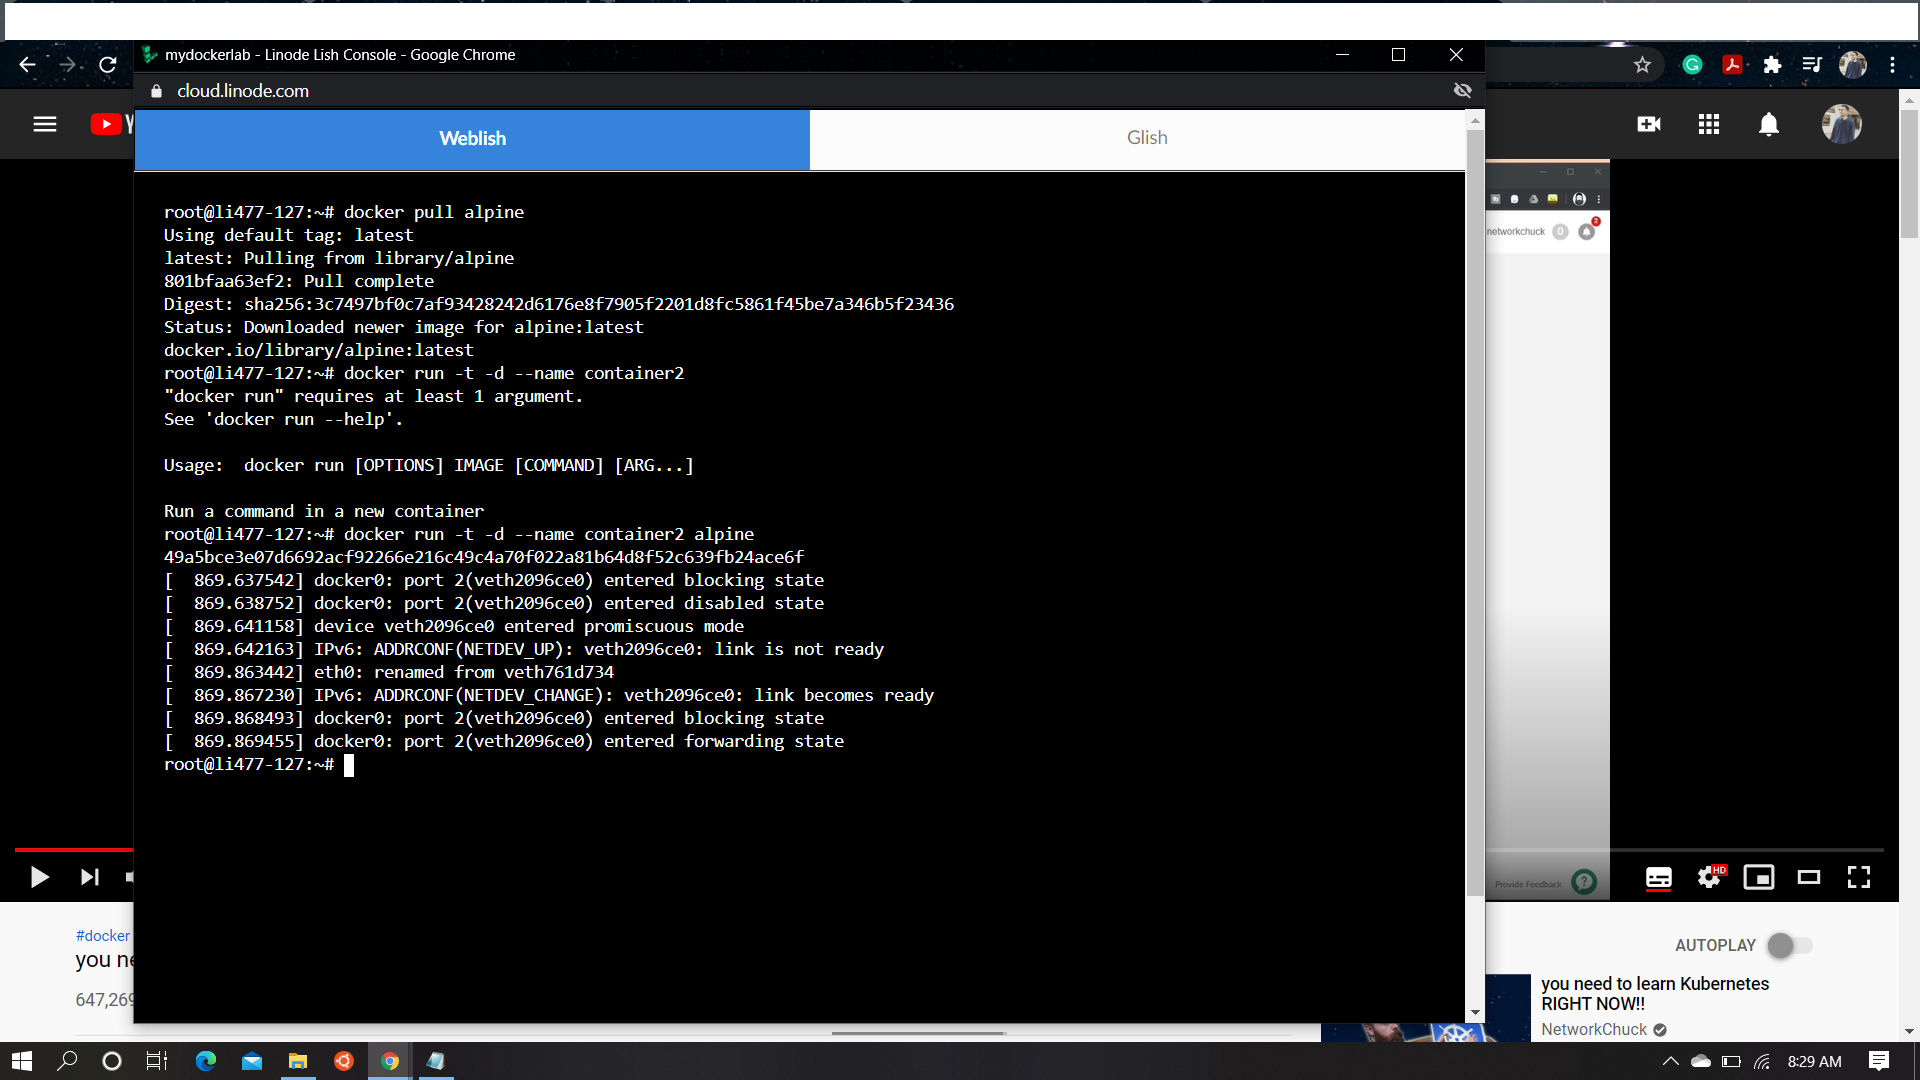 mydockerlab - Linode Lish Console - Google Chrome
cloud.linode.com
Weblish
Glish
root@li477-127:~# docker pull alpine
Using default tag: latest
latest: Pulling from library/alpine
801bfaa63ef2: Pull complete
Digest: sha256:3c7497bf0c7af93428242d6176e8f7905f2201d8fc5861f45be7a346b5f23436
Status: Downloaded newer image for alpine:latest
docker.io/library/alpine:latest
root@li477-127:~# docker run -t -d --name container2
"docker run" requires at least 1 argument.
See 'docker run --help'.
Usage:  docker run [OPTIONS] IMAGE [COMMAND] [ARG...]
Run a command in a new container
root@li477-127:~# docker run -t -d --name container2 alpine
49a5bce3e07d6692acf92266e216c49c4a70f022a81b64d8f52c639fb24ace6f
[  869.637542] docker0: port 2(veth2096ce0) entered blocking state
[  869.638752] docker0: port 2(veth2096ce0) entered disabled state
[  869.641158] device veth2096ce0 entered promiscuous mode
[  869.642163] IPv6: ADDRCONF(NETDEV_UP): veth2096ce0: link is not ready
[  869.863442] eth0: renamed from veth761d734
[  869.867230] IPv6: ADDRCONF(NETDEV_CHANGE): veth2096ce0: link becomes ready
[  869.868493] docker0: port 2(veth2096ce0) entered blocking state
[  869.869455] docker0: port 2(veth2096ce0) entered forwarding state
root@li477-127:~#
networkchuck
0
2
Provide Feedback
HD
#docker
you ne
647,269
AUTOPLAY
you need to learn Kubernetes
RIGHT NOW!!
NetworkChuck
8:29 AM